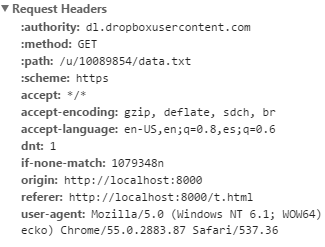 Request Headers
:authority: dl.dropboxusercontent.com
:method: GET
:path: /u/10089854/data.txt
:scheme: https
accept: */*
accept-encoding: gzip, deflate, sdch, br
accept-language: en-US,en;q=0.8,es;q=0.6
dnt: 1
if-none-match: 1079348n
origin: http://localhost:8000
referer: http://localhost:8000/t.html
user-agent: Mozilla/5.0 (Windows NT 6.1; WOW64)
ecko) Chrome/55.0.2883.87 Safari/537.36